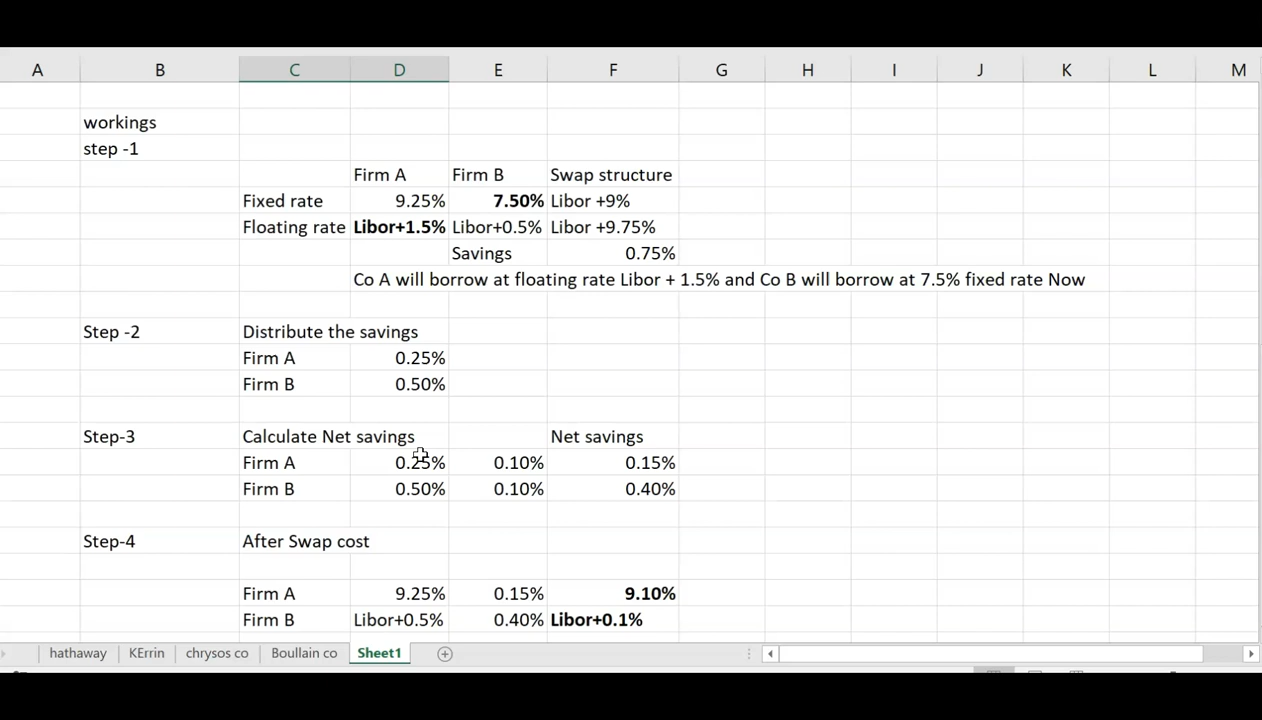 A B C D E F G H I J K L M
workings
step -1
Firm A Firm B Swap structure
Fixed rate 9.25% 7.50% Libor +9%
Floating rate Libor+1.5% Libor+0.5% Libor +9.75%
Savings 0.75%
Co A will borrow at floating rate Libor + 1.5% and Co B will borrow at 7.5% fixed rate Now
Step -2 Distribute the savings
Firm A 0.25%
Firm B 0.50%
Step-3 Calculate Net savings Net savings
Firm A 0.25% 0.10% 0.15%
Firm B 0.50% 0.10% 0.40%
Step-4 After Swap cost
Firm A 9.25% 0.15% 9.10%
Firm B Libor+0.5% 0.40% Libor+0.1%
hathaway KErrin chrysos co Boullain co Sheet1